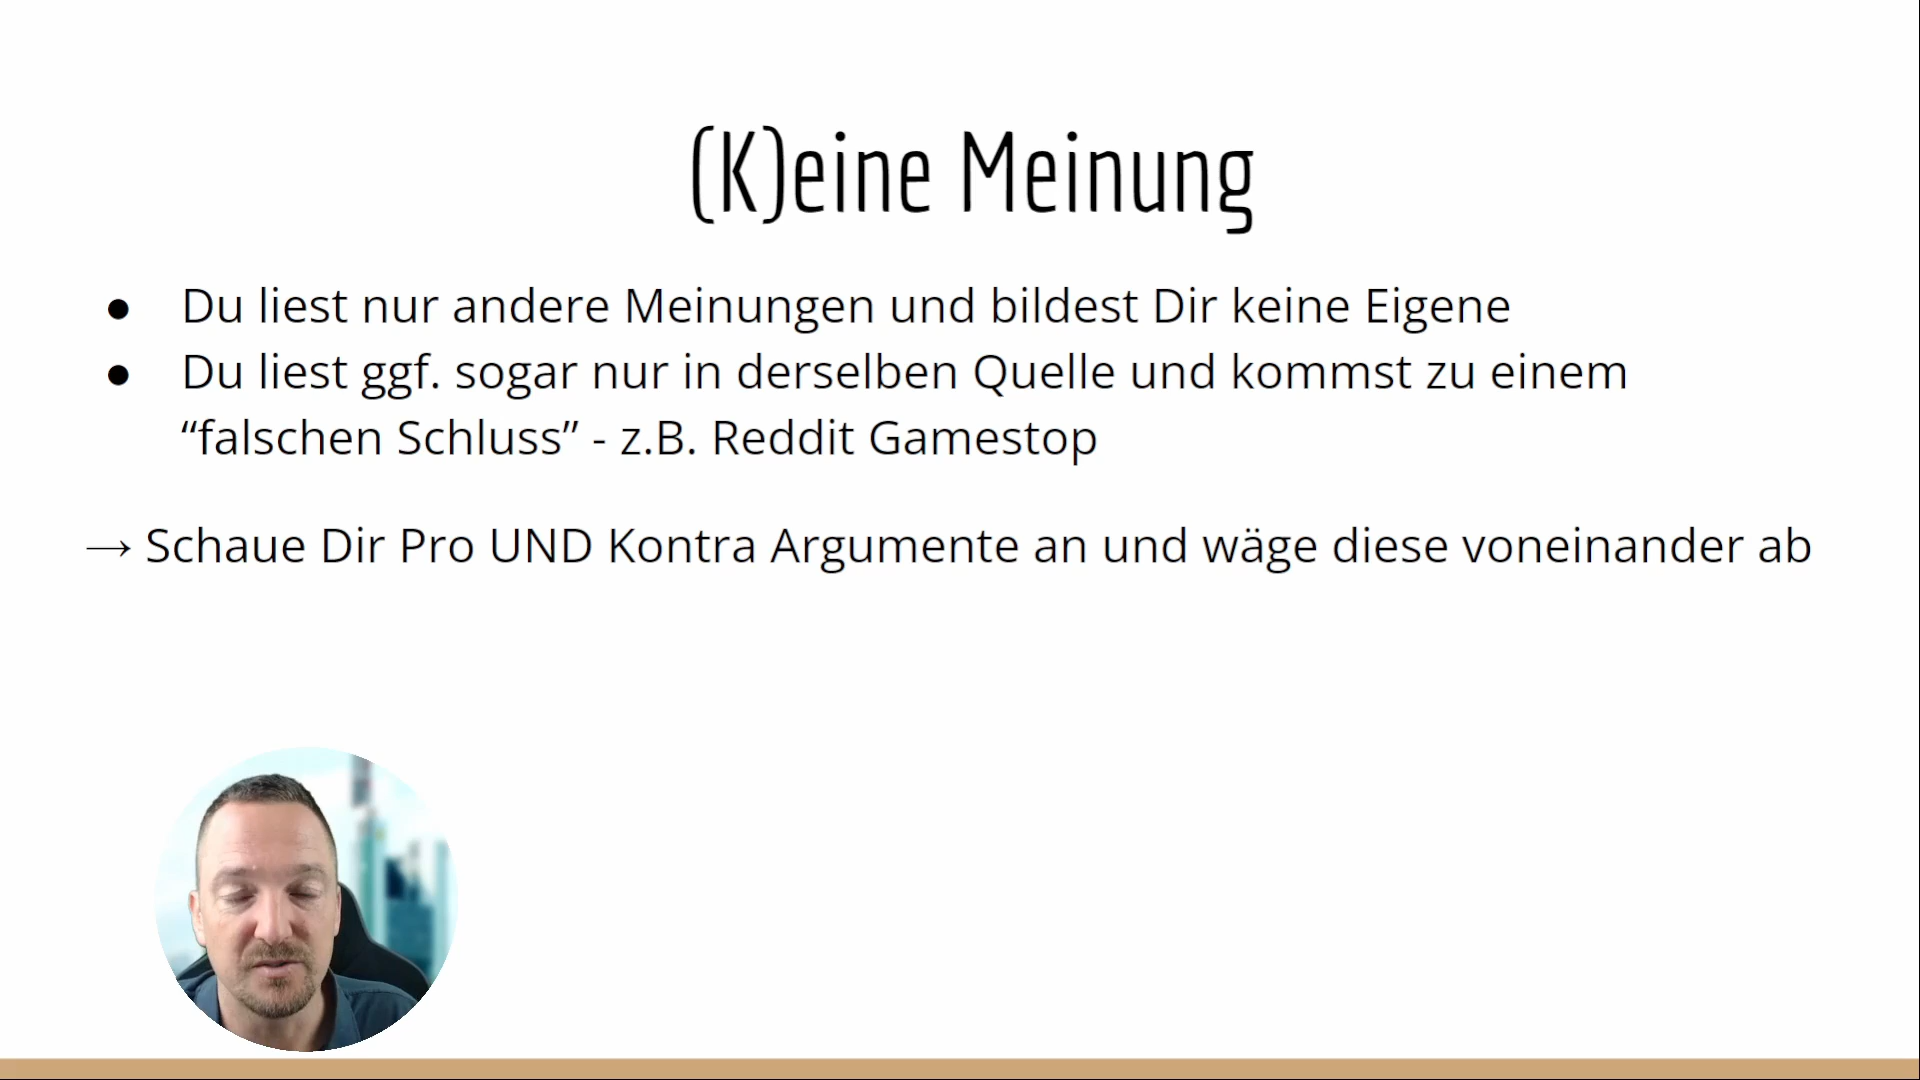 (K)eine Meinung
● Du liest nur andere Meinungen und bildest Dir keine Eigene
● Du liest ggf. sogar nur in derselben Quelle und kommst zu einem
“falschen Schluss” - z.B. Reddit Gamestop
→ Schaue Dir Pro UND Kontra Argumente an und wäge diese voneinander ab